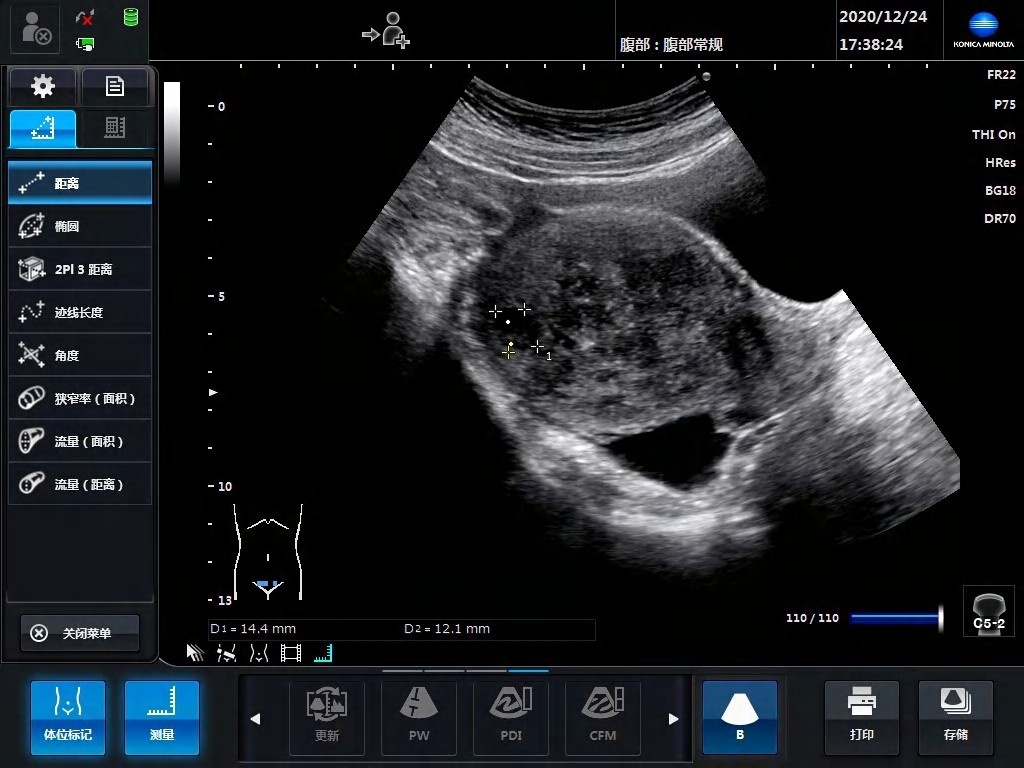 腹部：腹部常规
2020/12/24
17:38:24
KONICA MINOLTA
FR22
P75
THI On
HRes
BG18
DR70
距离
椭圆
2Pl 3 距离
迹线长度
角度
狭窄率（面积）
流量（面积）
流量（距离）
关闭菜单
0
5
10
13
1
D1 = 14.4 mm
D2 = 12.1 mm
110 / 110
C5-2
体位标记
测量
更新
PW
PDI
CFM
B
打印
存储